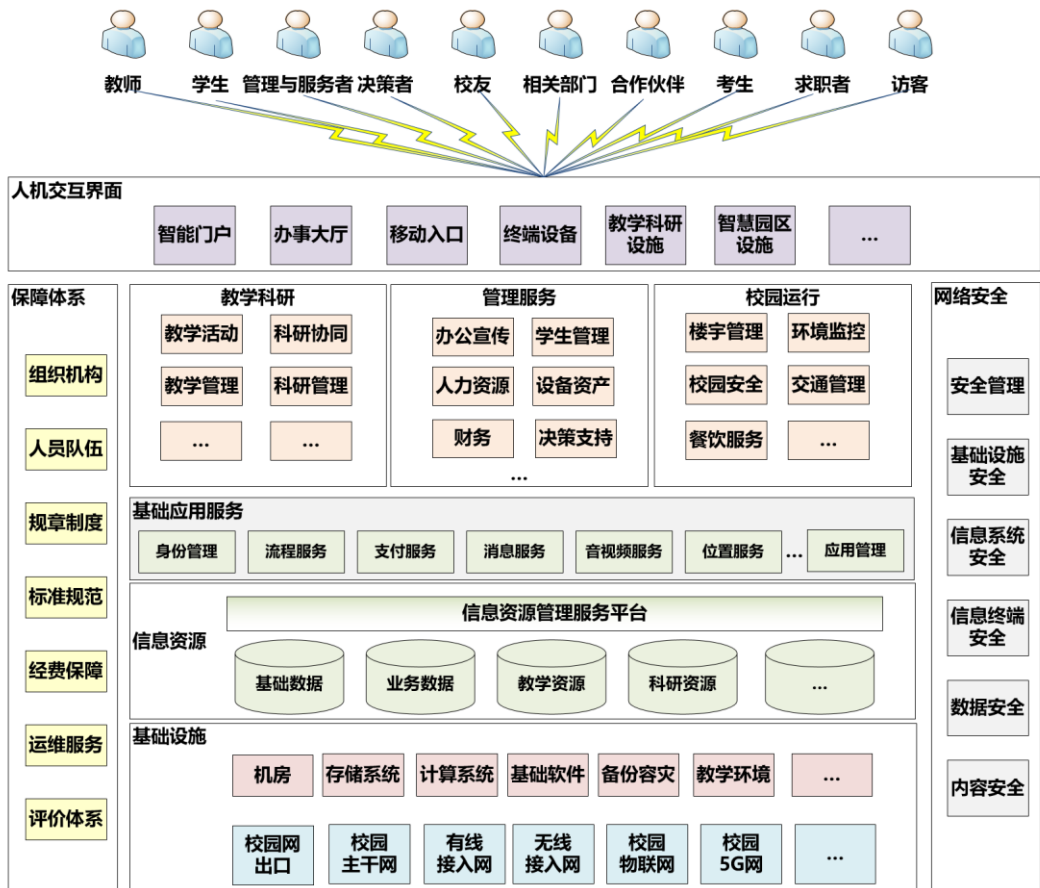 教师 学生 管理与服务者 决策者 校友 相关部门 合作伙伴 考生 求职者 访客
人机交互界面
智能门户 办事大厅 移动入口 终端设备 教学科研设施 智慧园区设施 ...
保障体系
组织机构
人员队伍
规章制度
标准规范
经费保障
运维服务
评价体系
教学科研
教学活动 科研协同
教学管理 科研管理
... ...
管理服务
办公宣传 学生管理
人力资源 设备资产
财务 决策支持
...
校园运行
楼宇管理 环境监控
校园安全 交通管理
餐饮服务 ...
基础应用服务
身份管理 流程服务 支付服务 消息服务 音视频服务 位置服务 ... 应用管理
信息资源
信息资源管理服务平台
基础数据 业务数据 教学资源 科研资源 ...
基础设施
机房 存储系统 计算系统 基础软件 备份容灾 教学环境 ...
校园网出口 校园主干网 有线接入网 无线接入网 校园物联网 校园5G网 ...
网络安全
安全管理
基础设施安全
信息系统安全
信息终端安全
数据安全
内容安全